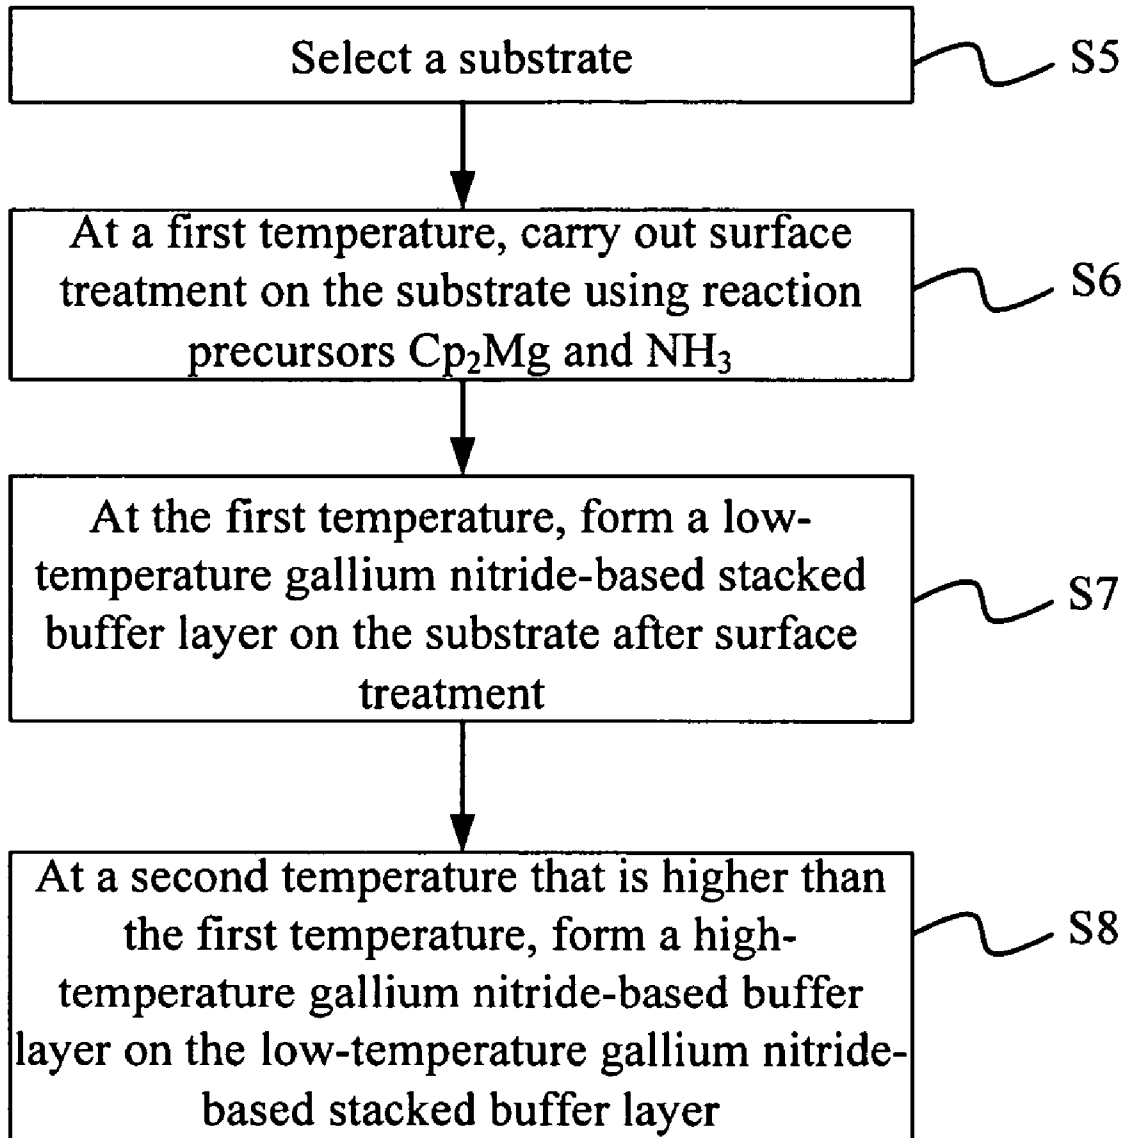 Select a substrate
S5
At a first temperature, carry out surface
treatment on the substrate using reaction
precursors Cp₂Mg and NH₃
S6
At the first temperature, form a low-
temperature gallium nitride-based stacked
buffer layer on the substrate after surface
treatment
S7
At a second temperature that is higher than
the first temperature, form a high-
temperature gallium nitride-based buffer
layer on the low-temperature gallium nitride-
based stacked buffer layer
S8